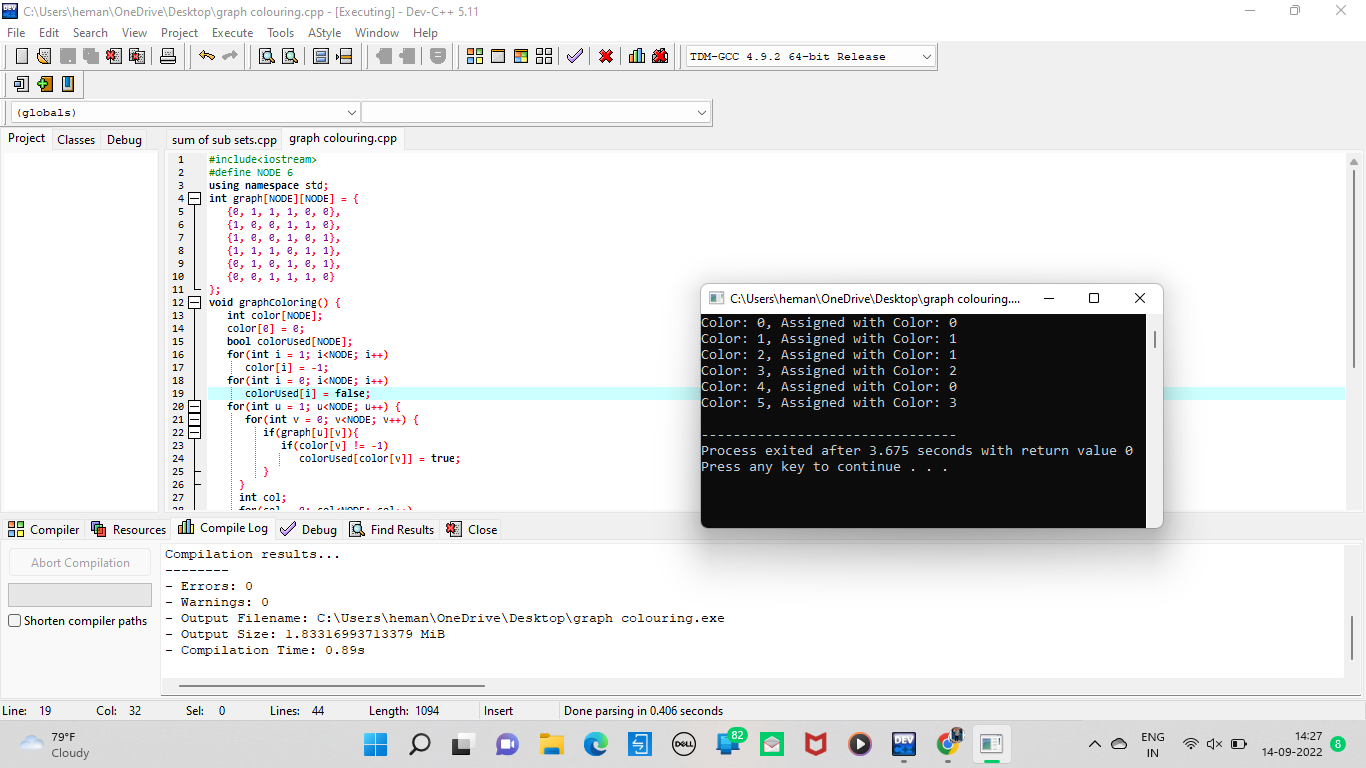 C:\Users\heman\OneDrive\Desktop\graph colouring.cpp - [Executing] - Dev-C++ 5.11
File Edit Search View Project Execute Tools AStyle Window Help
TDM-GCC 4.9.2 64-bit Release
(globals)
Project Classes Debug
sum of sub sets.cpp graph colouring.cpp
1 #include<iostream>
2 #define NODE 6
3 using namespace std;
4 int graph[NODE][NODE] = {
5 {0, 1, 1, 1, 0, 0},
6 {1, 0, 0, 1, 1, 0},
7 {1, 0, 0, 1, 0, 1},
8 {1, 1, 1, 0, 1, 1},
9 {0, 1, 0, 1, 0, 1},
10 {0, 0, 1, 1, 1, 0}
11 };
12 void graphColoring() {
13 int color[NODE];
14 color[0] = 0;
15 bool colorUsed[NODE];
16 for(int i = 1; i<NODE; i++)
17 color[i] = -1;
18 for(int i = 0; i<NODE; i++)
19 colorUsed[i] = false;
20 for(int u = 1; u<NODE; u++) {
21 for(int v = 0; v<NODE; v++) {
22 if(graph[u][v]){
23 if(color[v] != -1)
24 colorUsed[color[v]] = true;
25 }
26 }
27 int col;
28 for(col = 0; col<NODE; col++)
C:\Users\heman\OneDrive\Desktop\graph colouring....
Color: 0, Assigned with Color: 0
Color: 1, Assigned with Color: 1
Color: 2, Assigned with Color: 1
Color: 3, Assigned with Color: 2
Color: 4, Assigned with Color: 0
Color: 5, Assigned with Color: 3
--------------------------------
Process exited after 3.675 seconds with return value 0
Press any key to continue . . .
Compiler Resources Compile Log Debug Find Results Close
Abort Compilation
Shorten compiler paths
Compilation results...
--------
- Errors: 0
- Warnings: 0
- Output Filename: C:\Users\heman\OneDrive\Desktop\graph colouring.exe
- Output Size: 1.83316993713379 MiB
- Compilation Time: 0.89s
Line: 19 Col: 32 Sel: 0 Lines: 44 Length: 1094 Insert Done parsing in 0.406 seconds
79°F
Cloudy
DELL
82
DEV
C++
ENG
IN
14:27
14-09-2022
8